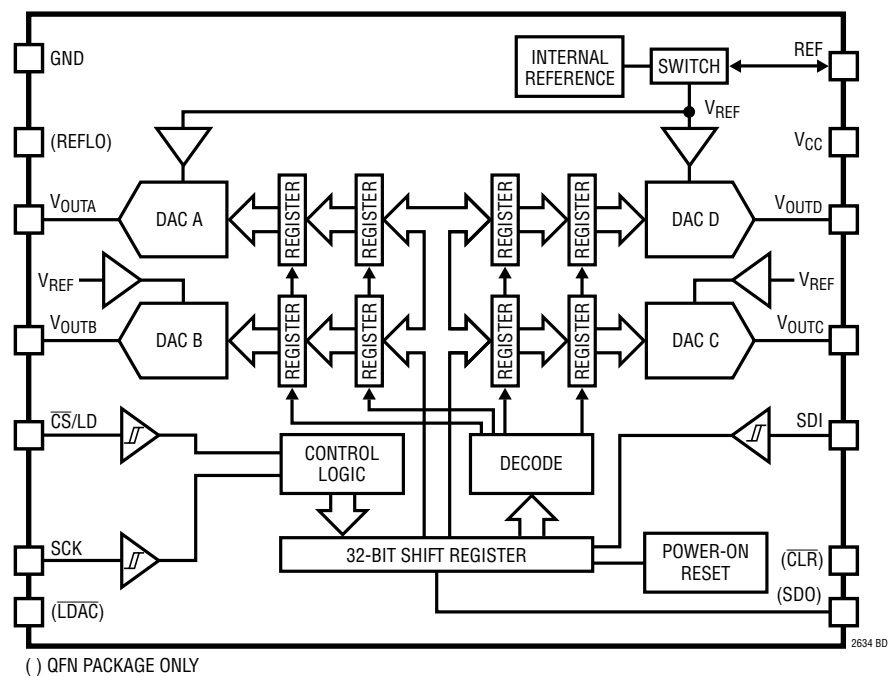 GND
INTERNAL
REFERENCE
SWITCH
REF
VREF
(REFLO)
VCC
VOUTA
DAC A
REGISTER
REGISTER
REGISTER
REGISTER
DAC D
VOUTD
VREF
VREF
VOUTB
DAC B
REGISTER
REGISTER
REGISTER
REGISTER
DAC C
VOUTC
CS/LD
CONTROL
LOGIC
DECODE
SDI
SCK
32-BIT SHIFT REGISTER
POWER-ON
RESET
(CLR)
(LDAC)
(SDO)
2634 BD
( ) QFN PACKAGE ONLY